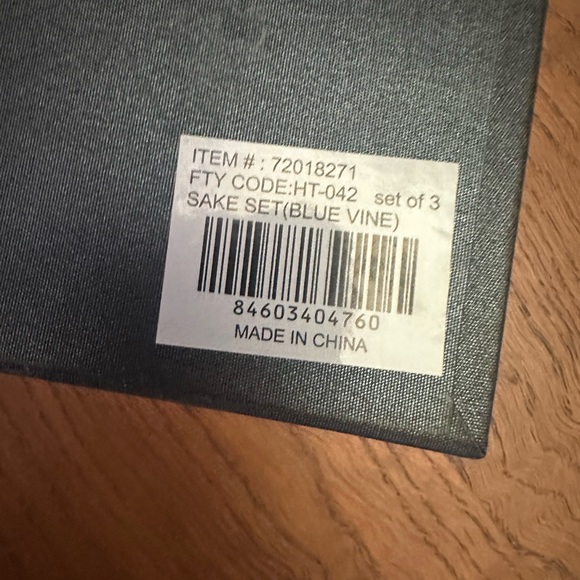 ITEM # : 72018271
FTY CODE:HT-042 set of 3
SAKE SET(BLUE VINE)
84603404760
MADE IN CHINA